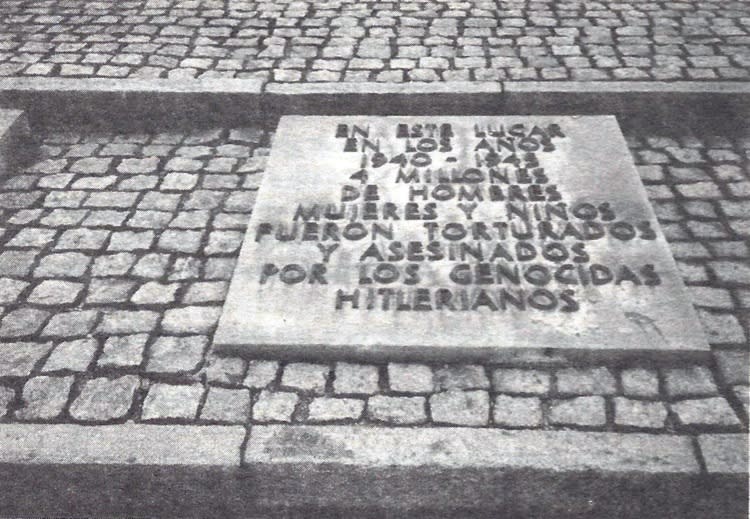 EN ESTE LUGAR
EN LOS AÑOS
1940 - 1945
4 MILLONES
DE HOMBRES
MUJERES Y NIÑOS
FUERON TORTURADOS
Y ASESINADOS
POR LOS GENOCIDAS
HITLERIANOS